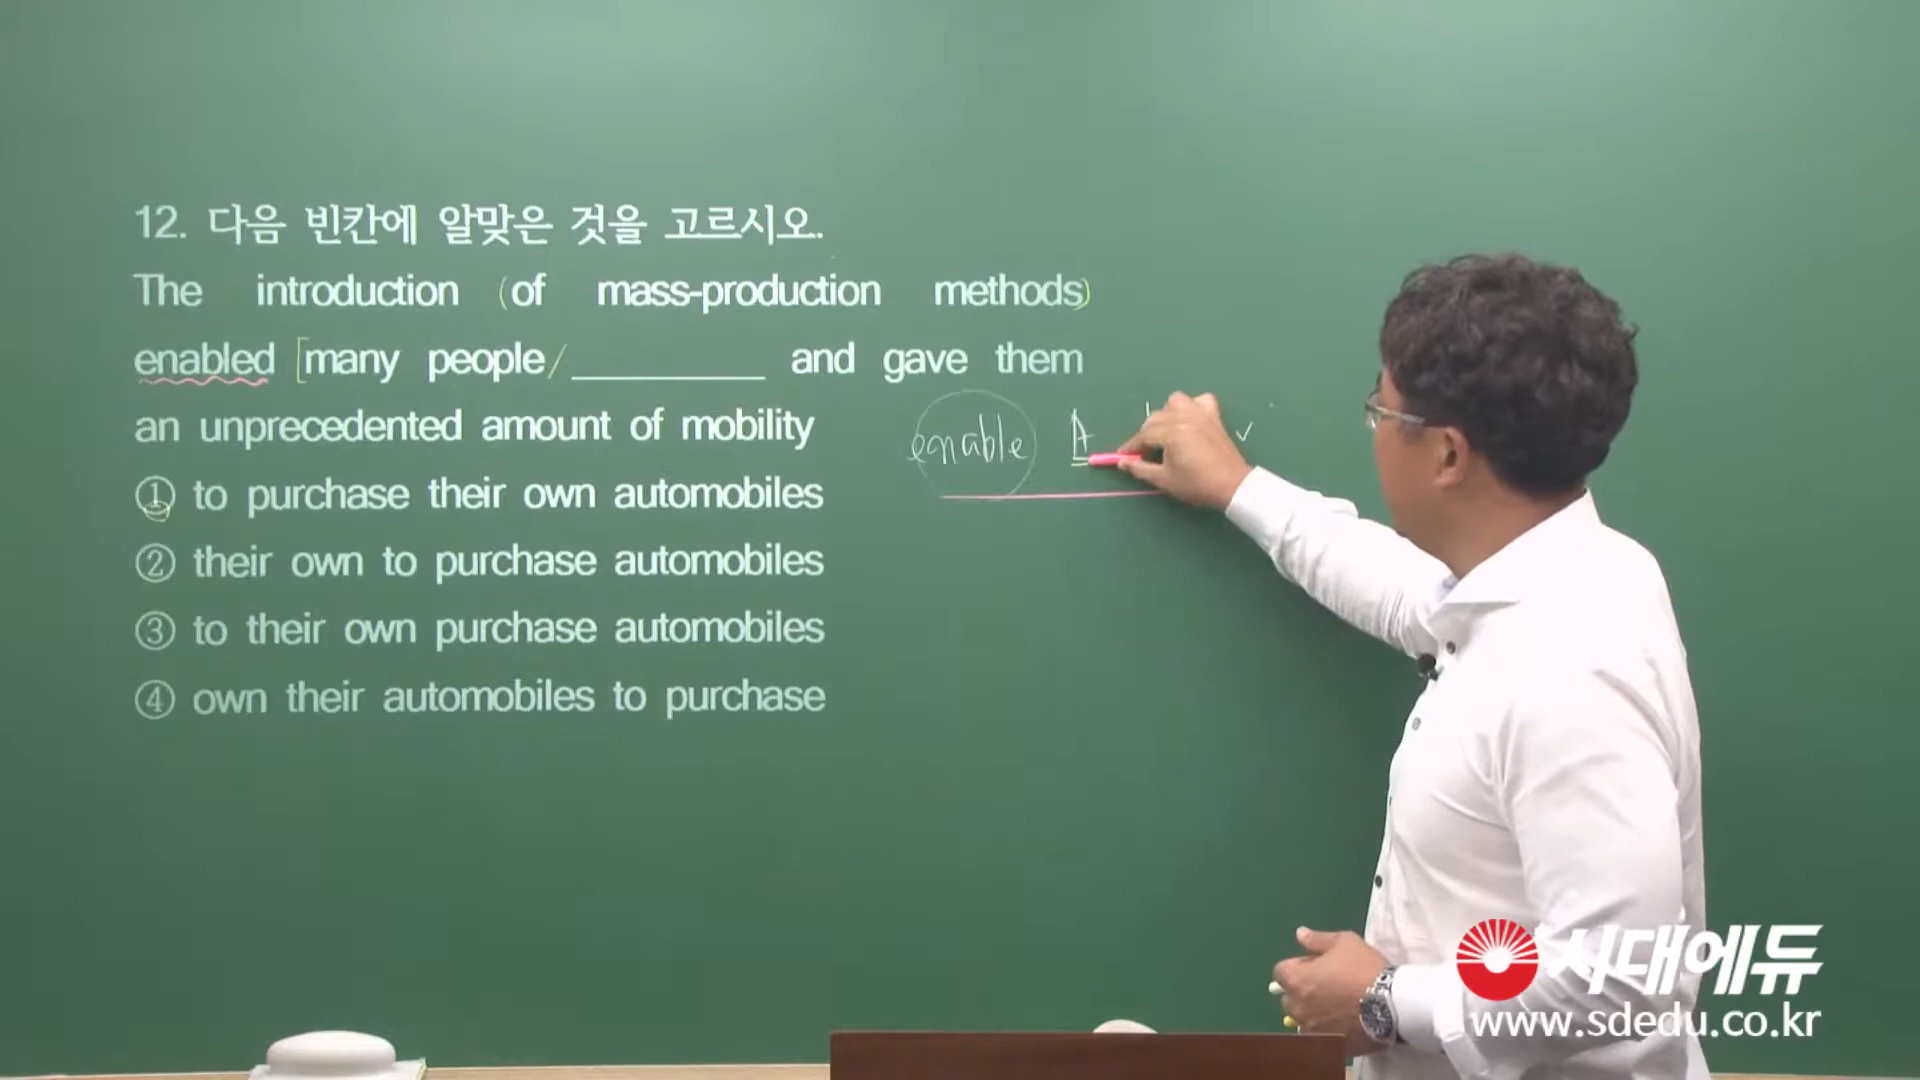 12. 다음 빈칸에 알맞은 것을 고르시오.
The introduction (of mass-production methods)
enabled [many people / __________ and gave them
an unprecedented amount of mobility
enable A
① to purchase their own automobiles
② their own to purchase automobiles
③ to their own purchase automobiles
④ own their automobiles to purchase
시대에듀
www.sdedu.co.kr